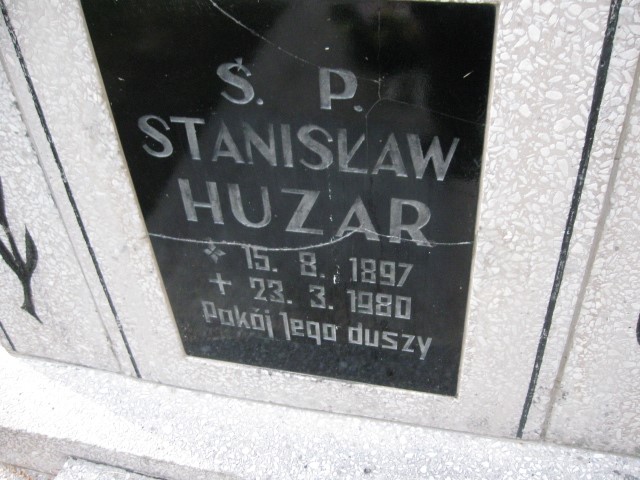 Ś. P.
STANISŁAW
HUZAR
* 15. 8. 1897
+ 23. 3. 1980
Pokój Jego duszy